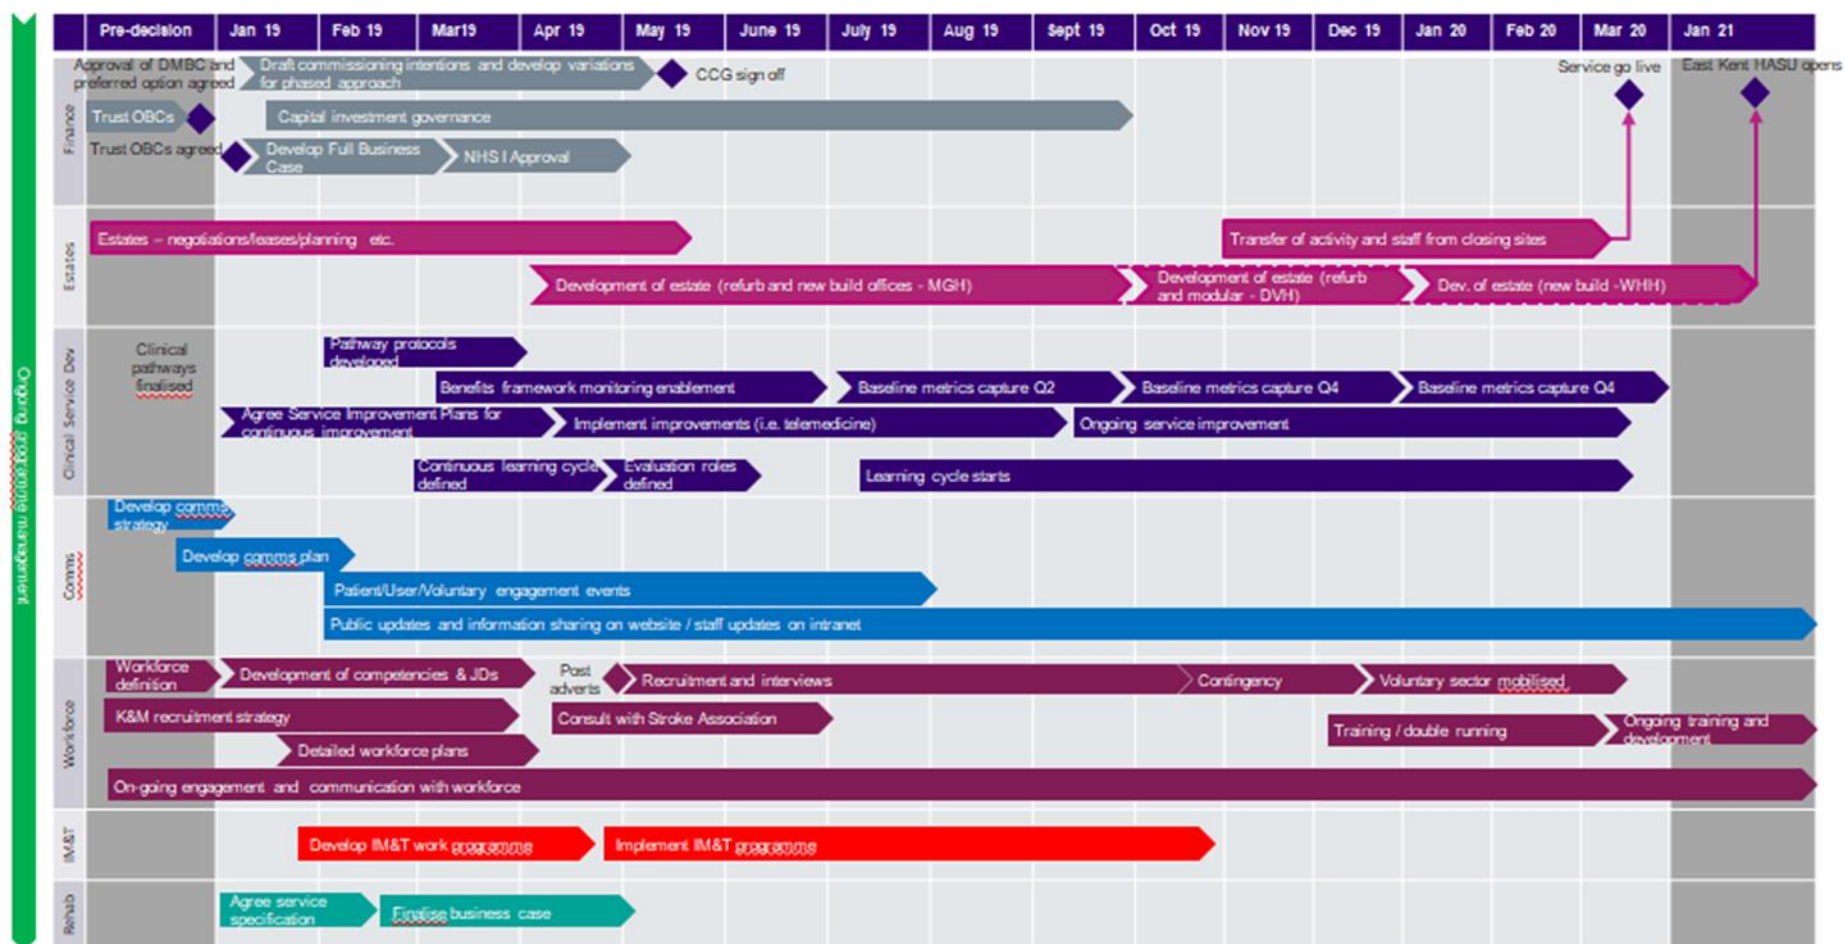 Pre-decision
Jan 19
Feb 19
Mar19
Apr 19
May 19
June 19
July 19
Aug 19
Sept 19
Oct 19
Nov 19
Dec 19
Jan 20
Feb 20
Mar 20
Jan 21
Ongoing programme management
Finance
Approval of DMBC and
preferred option agreed
Draft commissioning intentions and develop variations
for phased approach
CCG sign off
Service go live
East Kent HASU opens
Trust OBCs
Capital investment governance
Trust OBCs agreed
Develop Full Business
Case
NHS I Approval
Estates
Estates – negotiations/leases/planning etc.
Transfer of activity and staff from closing sites
Development of estate (refurb and new build offices - MGH)
Development of estate (refurb
and modular - DVH)
Dev. of estate (new build -WHH)
Clinical Service Dev
Clinical
pathways
finalised
Pathway protocols
developed
Benefits framework monitoring enablement
Baseline metrics capture Q2
Baseline metrics capture Q4
Baseline metrics capture Q4
Agree Service Improvement Plans for
continuous improvement
Implement improvements (i.e. telemedicine)
Ongoing service improvement
Continuous learning cycle
defined
Evaluation roles
defined
Learning cycle starts
Comms
Develop comms
strategy
Develop comms plan
Patient/User/Voluntary engagement events
Public updates and information sharing on website / staff updates on intranet
Workforce
Workforce
definition
Development of competencies & JDs
Post
adverts
Recruitment and interviews
Contingency
Voluntary sector mobilised
K&M recruitment strategy
Consult with Stroke Association
Training / double running
Ongoing training and
development
Detailed workforce plans
On-going engagement and communication with workforce
IM&T
Develop IM&T work programme
Implement IM&T programme
Rehab
Agree service
specification
Finalise business case